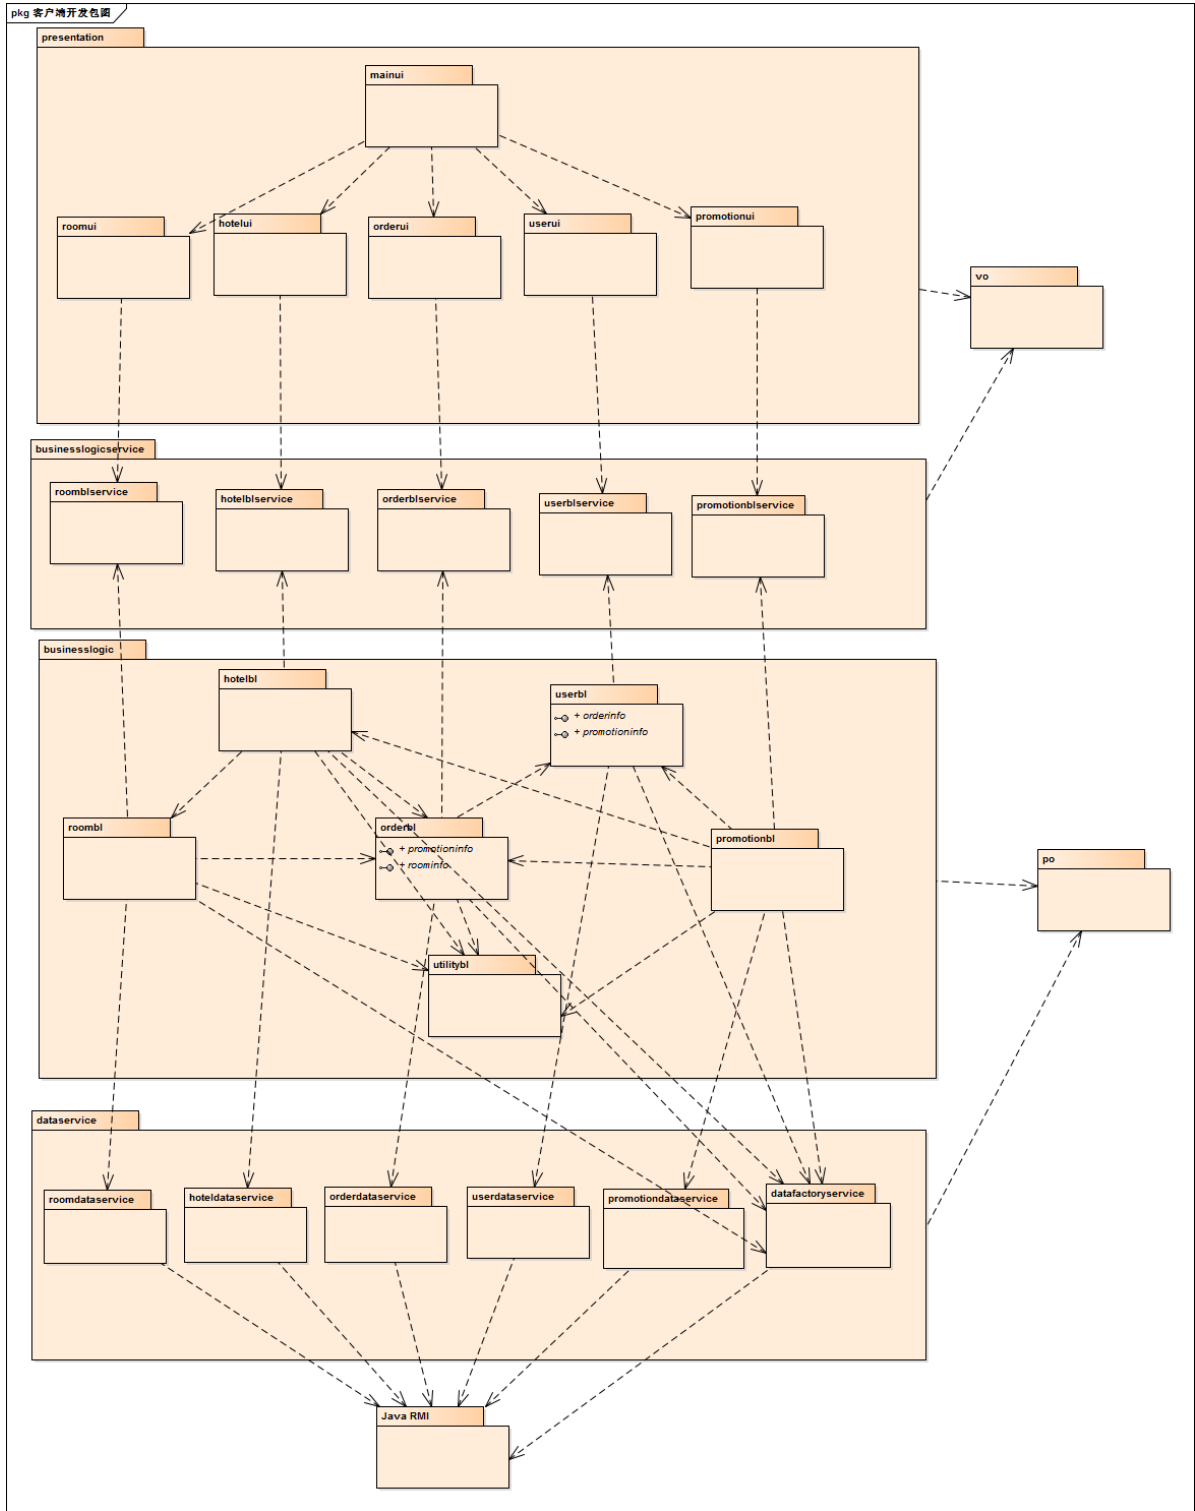 pkg 客户端开发包图
presentation
mainui
roomui
hotelui
orderui
userui
promotionui
vo
businesslogicservice
roomblservice
hotelblservice
orderblservice
userblservice
promotionblservice
businesslogic
hotelbl
userbl
+ orderinfo
+ promotioninfo
roombl
orderbl
+ promotioninfo
+ roominfo
promotionbl
po
utilitybl
dataservice
roomdataservice
hoteldataservice
orderdataservice
userdataservice
promotiondataservice
datafactoryservice
Java RMI